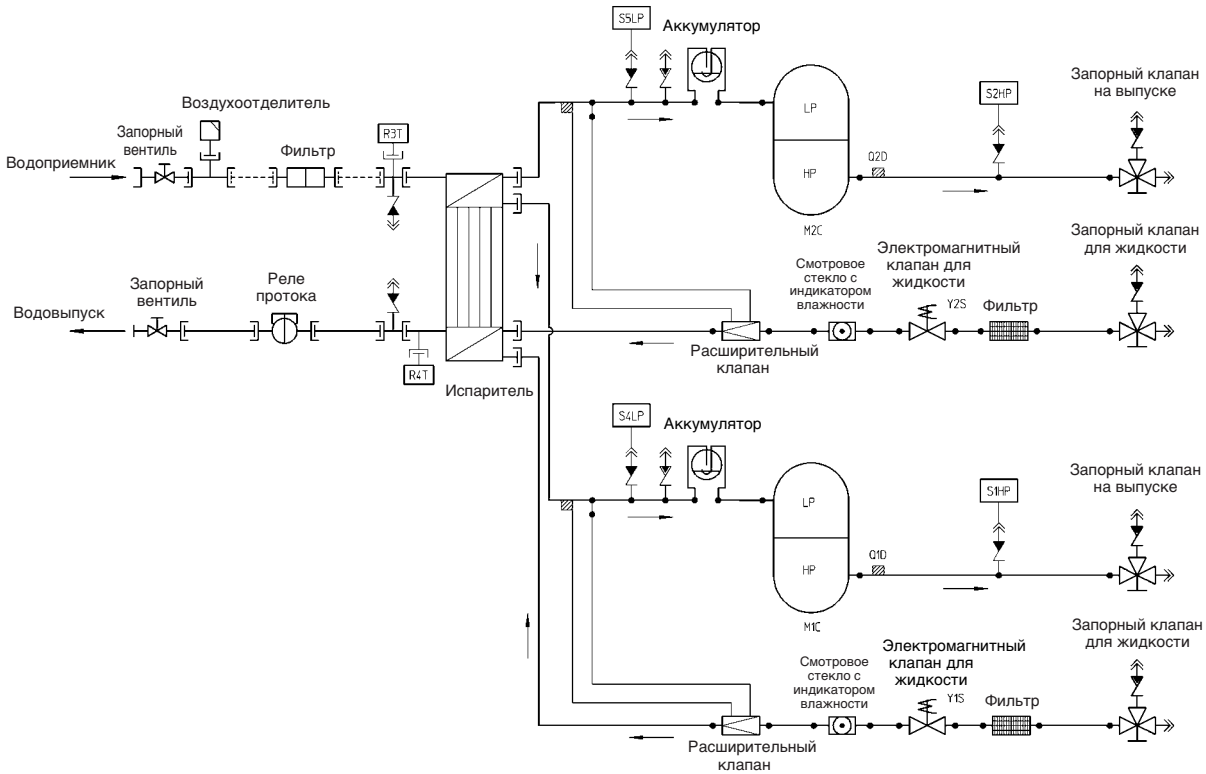 S5LP
Аккумулятор
Запорный клапан
на выпуске
Воздухоотделитель
S2HP
LP
Запорный
вентиль
R3T
Фильтр
Водоприемник
Q2D
HP
M2C
Запорный клапан
для жидкости
Электромагнитный
клапан для
жидкости
Смотровое
стекло с
индикатором
влажности
Запорный
вентиль
Реле
протока
Y2S
Фильтр
Водовыпуск
Расширительный
клапан
R4T
Испаритель
S4LP
Аккумулятор
Запорный клапан
на выпуске
S1HP
LP
Q1D
HP
M1C
Запорный клапан
для жидкости
Электромагнитный
клапан для
жидкости
Смотровое
стекло с
индикатором
влажности
Y1S
Фильтр
Расширительный
клапан